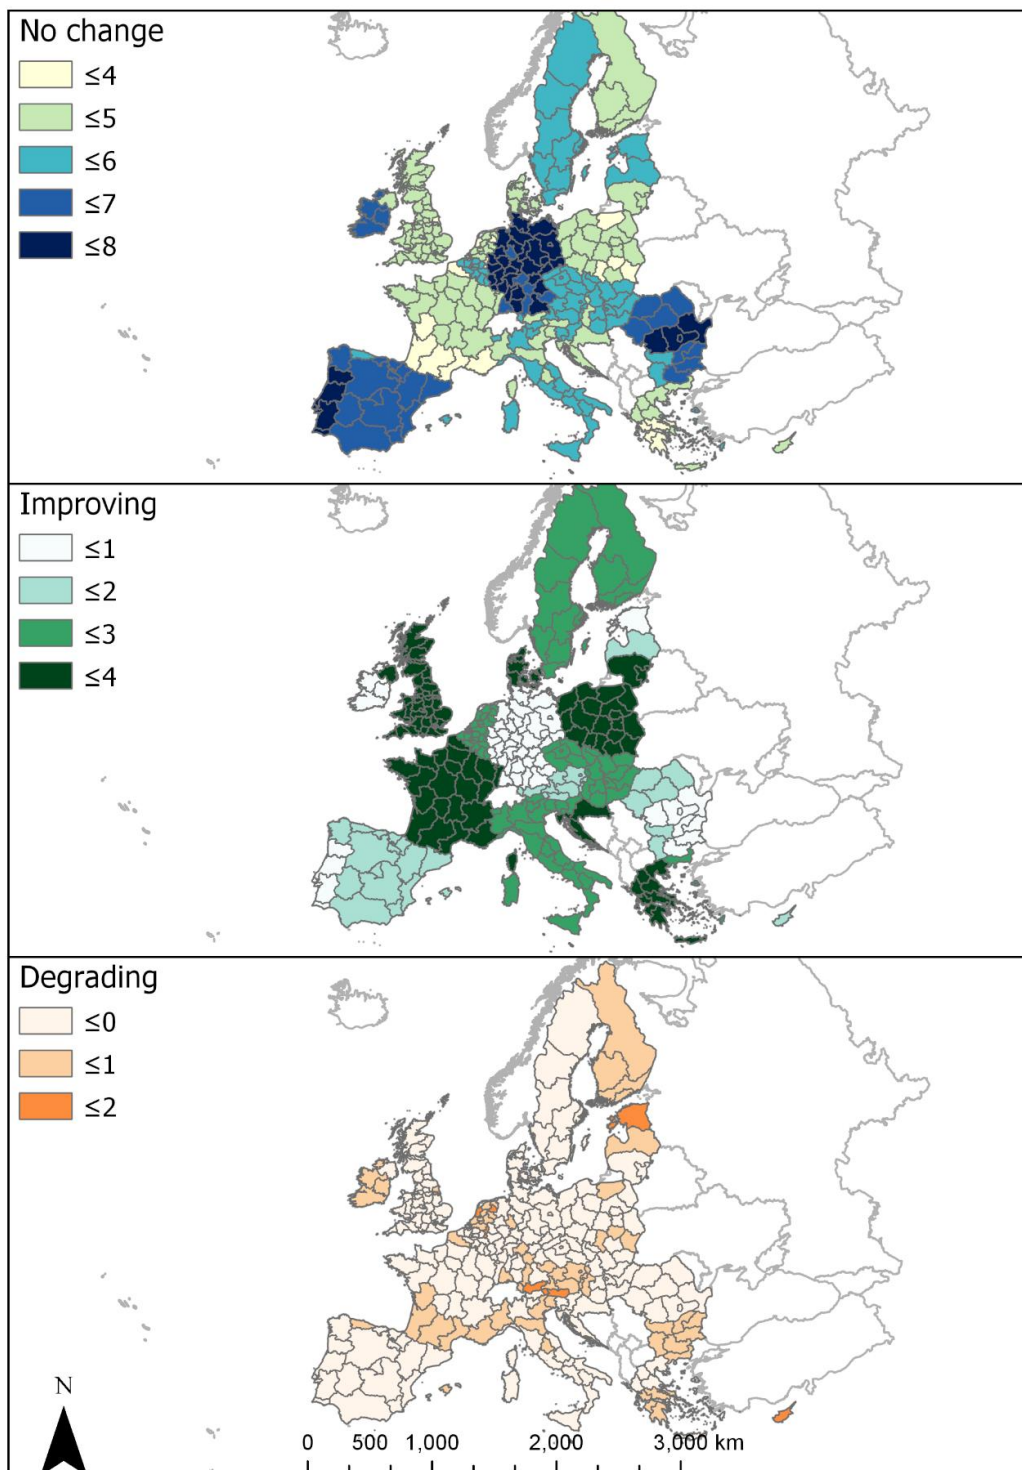 No change
≤4
≤5
≤6
≤7
≤8
Improving
≤1
≤2
≤3
≤4
Degrading
≤0
≤1
≤2
N
0 500 1,000 2,000 3,000 km